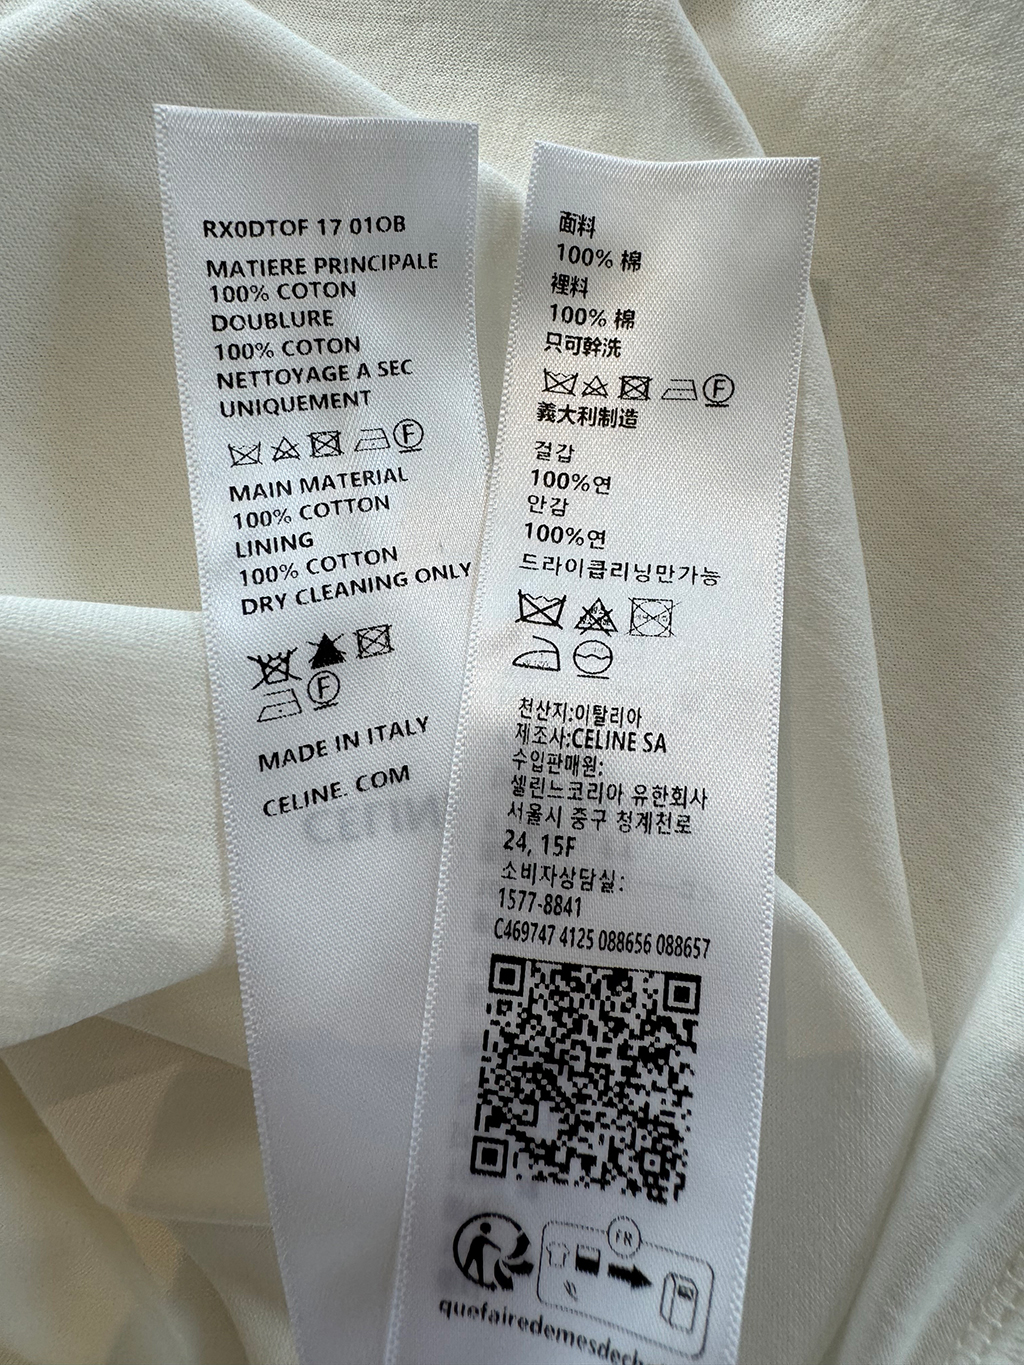 RX0DTOF 17 01OB
MATIERE PRINCIPALE
100% COTON
DOUBLURE
100% COTON
NETTOYAGE A SEC
UNIQUEMENT
F
MAIN MATERIAL
100% COTTON
LINING
100% COTTON
DRY CLEANING ONLY
F
MADE IN ITALY
CELINE. COM
面料
100% 棉
裡料
100% 棉
只可幹洗
F
義大利制造
걸갑
100%연
안감
100%연
드라이클리닝만가능
천산지:이탈리아
제조사:CELINE SA
수입판매원:
셀린느코리아 유한회사
서울시 중구 청계천로
24, 15F
소비자상담실:
1577-8841
C469747 4125 088656 088657
FR